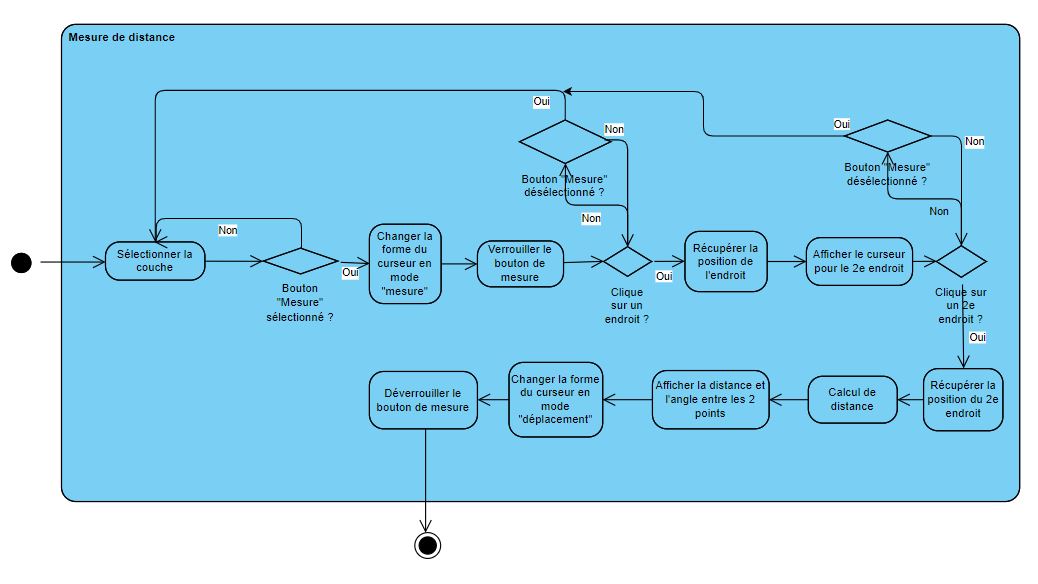 Mesure de distance
Oui
Non
Bouton "Mesure"
désélectionné ?
Non
Oui
Non
Bouton "Mesure"
désélectionné ?
Non
Non
Sélectionner la
couche
Bouton
"Mesure"
sélectionné ?
Oui
Changer la
forme du
curseur en
mode
"mesure"
Verrouiller le
bouton de
mesure
Clique
sur un
endroit ?
Oui
Récupérer la
position de
l'endroit
Afficher le curseur
pour le 2e endroit
Clique sur
un 2e
endroit ?
Oui
Récupérer la
position du 2e
endroit
Calcul de
distance
Afficher la distance et
l'angle entre les 2
points
Changer la forme
du curseur en
mode
"déplacement"
Déverrouiller le
bouton de mesure